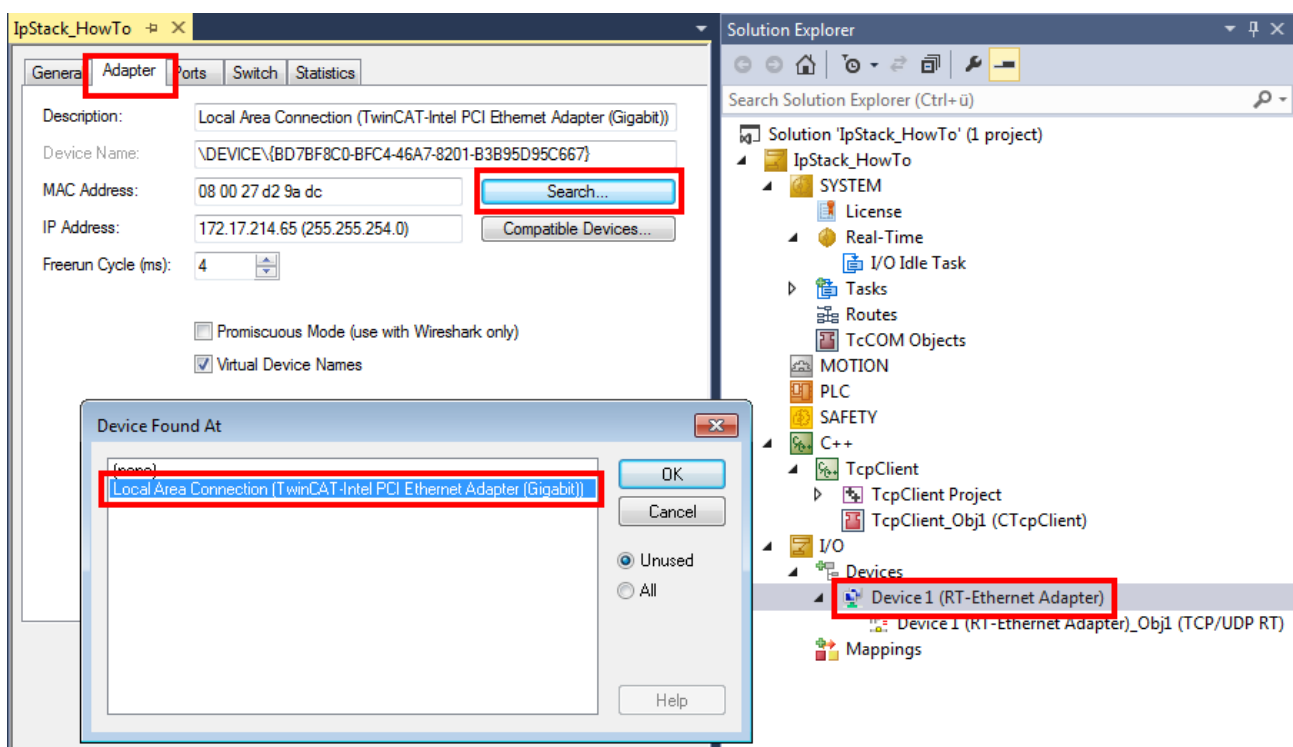 IpStack_HowTo
General Adapter Ports Switch Statistics
Description: Local Area Connection (TwinCAT-Intel PCI Ethernet Adapter (Gigabit))
Device Name: \DEVICE\{BD7BF8C0-BFC4-46A7-8201-B3B95D95C667}
MAC Address: 08 00 27 d2 9a dc Search...
IP Address: 172.17.214.65 (255.255.254.0) Compatible Devices...
Freerun Cycle (ms): 4
Promiscuous Mode (use with Wireshark only)
Virtual Device Names
Device Found At
(none)
Local Area Connection (TwinCAT-Intel PCI Ethernet Adapter (Gigabit))
OK
Cancel
Unused
All
Help
Solution Explorer
Search Solution Explorer (Ctrl+ü)
Solution 'IpStack_HowTo' (1 project)
IpStack_HowTo
SYSTEM
License
Real-Time
I/O Idle Task
Tasks
Routes
TcCOM Objects
MOTION
PLC
SAFETY
C++
TcpClient
TcpClient Project
TcpClient_Obj1 (CTcpClient)
I/O
Devices
Device 1 (RT-Ethernet Adapter)
Device 1 (RT-Ethernet Adapter)_Obj1 (TCP/UDP RT)
Mappings